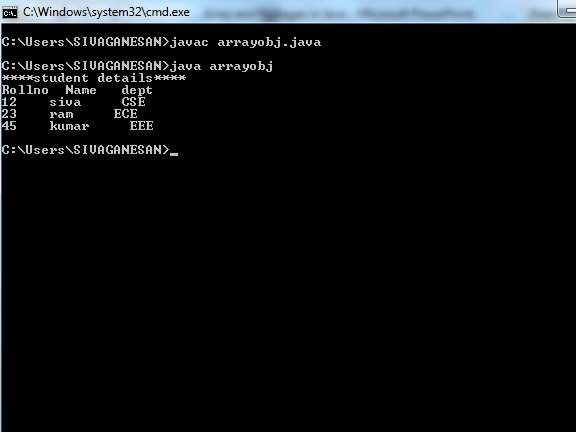 C:\Windows\system32\cmd.exe
C:\Users\SIVAGANESAN>javac arrayobj.java
C:\Users\SIVAGANESAN>java arrayobj
****student details****
Rollno  Name   dept
12    siva     CSE
23    ram     ECE
45    kumar     EEE
C:\Users\SIVAGANESAN>_